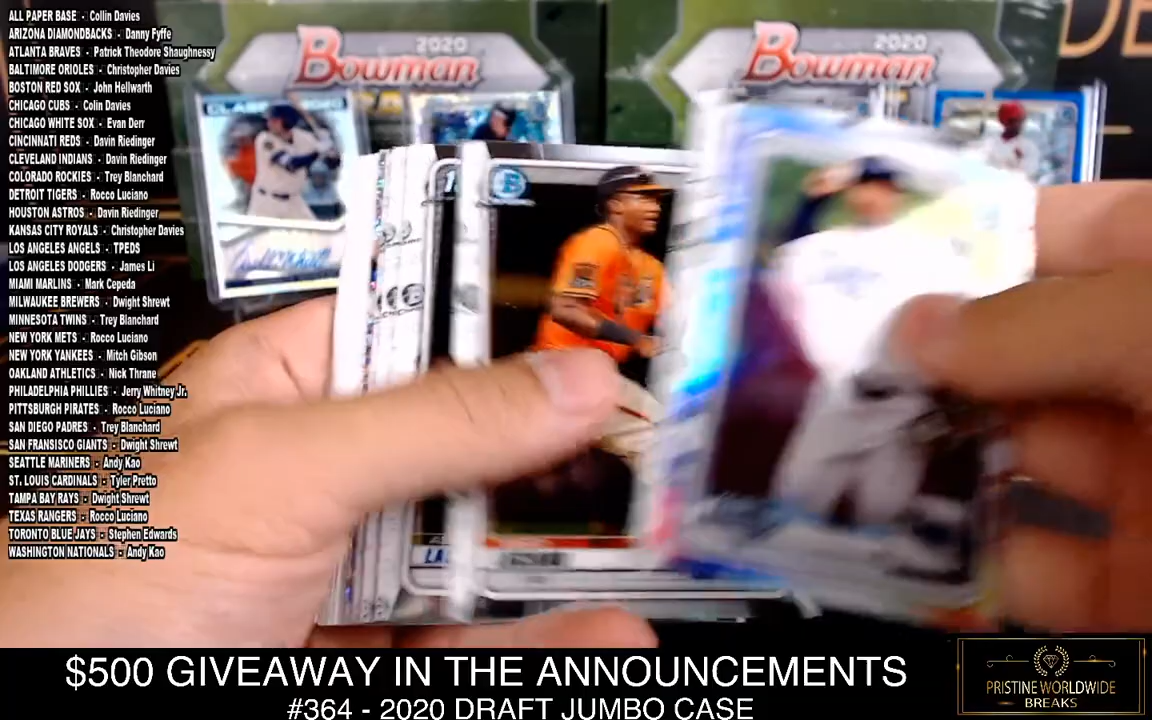 ALL PAPER BASE - Collin Davies
ARIZONA DIAMONDBACKS - Danny Fyffe
ATLANTA BRAVES - Patrick Theodore Shaughnessy
BALTIMORE ORIOLES - Christopher Davies
BOSTON RED SOX - John Hellwarth
CHICAGO CUBS - Colin Davies
CHICAGO WHITE SOX - Evan Derr
CINCINNATI REDS - Davin Riedinger
CLEVELAND INDIANS - Davin Riedinger
COLORADO ROCKIES - Trey Blanchard
DETROIT TIGERS - Rocco Luciano
HOUSTON ASTROS - Davin Riedinger
KANSAS CITY ROYALS - Christopher Davies
LOS ANGELES ANGELS - TPEDS
LOS ANGELES DODGERS - James Li
MIAMI MARLINS - Mark Cepeda
MILWAUKEE BREWERS - Dwight Shrewt
MINNESOTA TWINS - Trey Blanchard
NEW YORK METS - Rocco Luciano
NEW YORK YANKEES - Mitch Gibson
OAKLAND ATHLETICS - Nick Thrane
PHILADELPHIA PHILLIES - Jerry Whitney Jr.
PITTSBURGH PIRATES - Rocco Luciano
SAN DIEGO PADRES - Trey Blanchard
SAN FRANSISCO GIANTS - Dwight Shrewt
SEATTLE MARINERS - Andy Kao
ST. LOUIS CARDINALS - Tyler Pretto
TAMPA BAY RAYS - Dwight Shrewt
TEXAS RANGERS - Rocco Luciano
TORONTO BLUE JAYS - Stephen Edwards
WASHINGTON NATIONALS - Andy Kao
2020
Bowman
2020
Bowman
$500 GIVEAWAY IN THE ANNOUNCEMENTS
#364 - 2020 DRAFT JUMBO CASE
PRISTINE WORLDWIDE
BREAKS